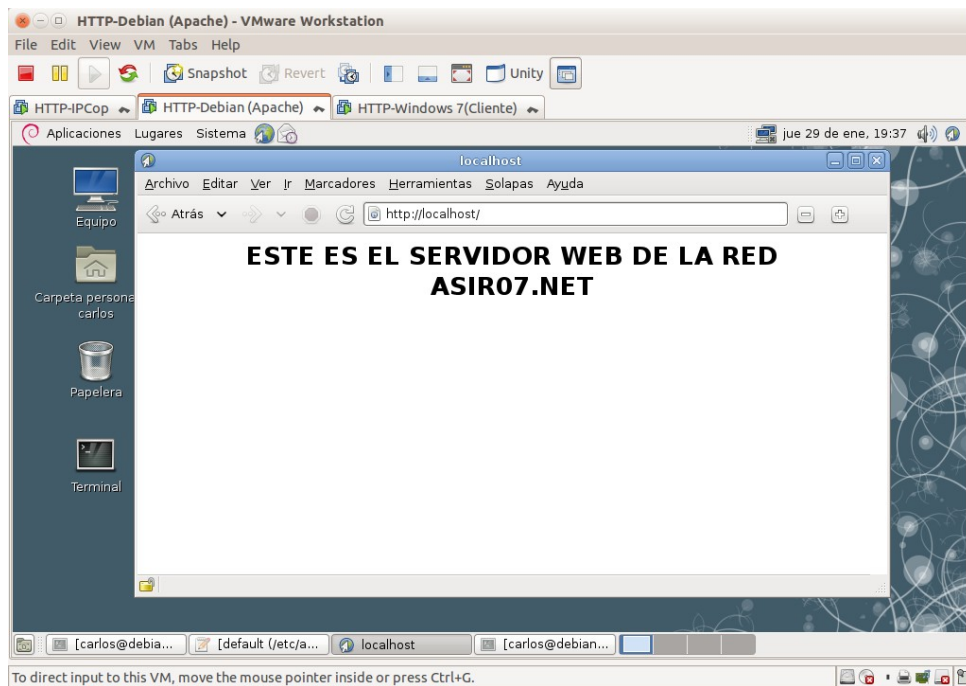 HTTP-Debian (Apache) - VMware Workstation
File Edit View VM Tabs Help
Snapshot Revert Unity
HTTP-IPCop HTTP-Debian (Apache) HTTP-Windows 7(Cliente)
Aplicaciones Lugares Sistema jue 29 de ene, 19:37
localhost
Archivo Editar Ver Ir Marcadores Herramientas Solapas Ayuda
Atrás http://localhost/
ESTE ES EL SERVIDOR WEB DE LA RED
ASIR07.NET
Equipo
Carpeta persona
carlos
Papelera
Terminal
[carlos@debia... [default (/etc/a... localhost [carlos@debian...
To direct input to this VM, move the mouse pointer inside or press Ctrl+G.